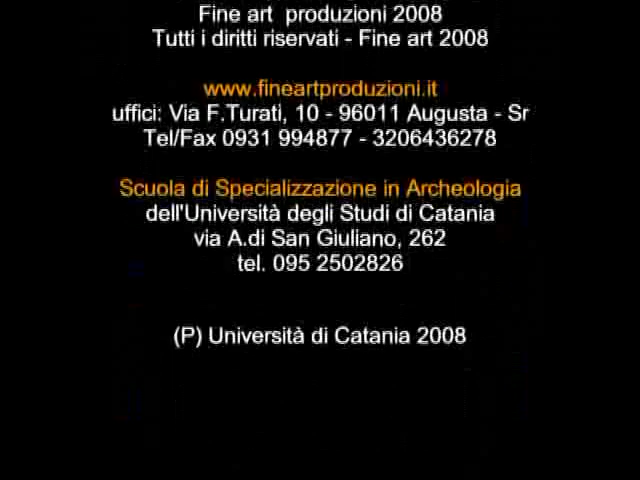 Fine art produzioni 2008
Tutti i diritti riservati - Fine art 2008
www.fineartproduzioni.it
uffici: Via F.Turati, 10 - 96011 Augusta - Sr
Tel/Fax 0931 994877 - 3206436278
Scuola di Specializzazione in Archeologia
dell'Università degli Studi di Catania
via A.di San Giuliano, 262
tel. 095 2502826
(P) Università di Catania 2008